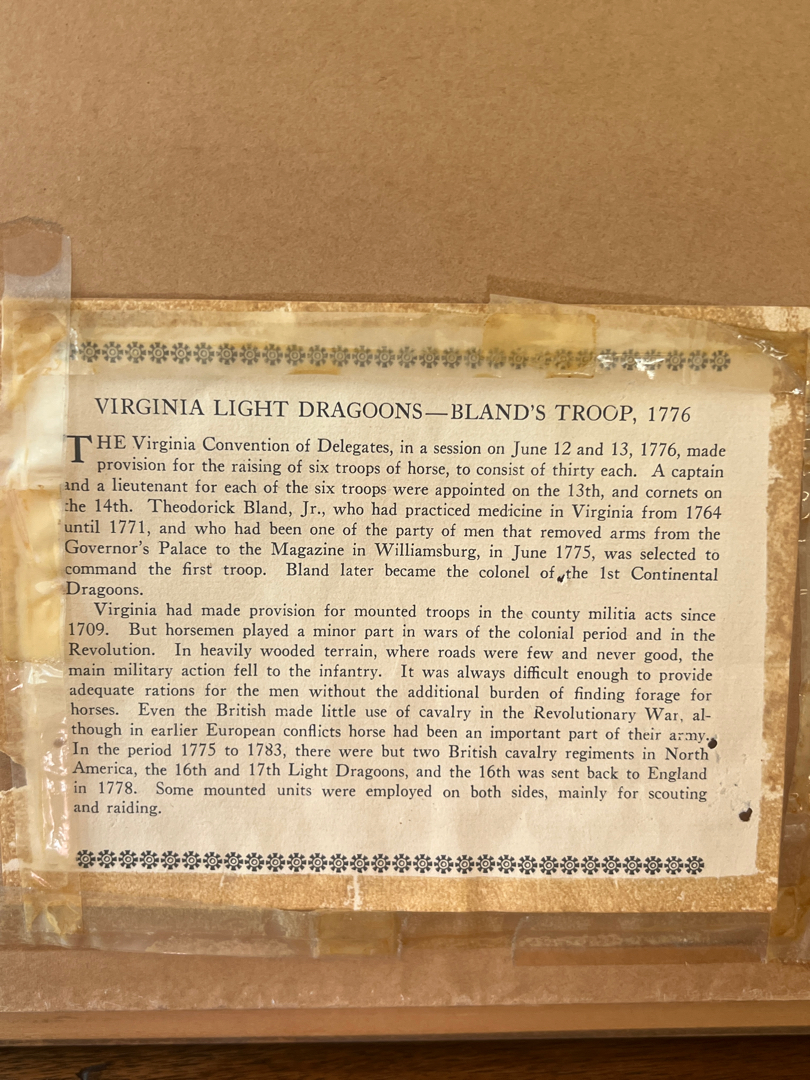 VIRGINIA LIGHT DRAGOONS—BLAND'S TROOP, 1776
THE Virginia Convention of Delegates, in a session on June 12 and 13, 1776, made
provision for the raising of six troops of horse, to consist of thirty each. A captain
and a lieutenant for each of the six troops were appointed on the 13th, and cornets on
the 14th. Theodorick Bland, Jr., who had practiced medicine in Virginia from 1764
until 1771, and who had been one of the party of men that removed arms from the
Governor's Palace to the Magazine in Williamsburg, in June 1775, was selected to
command the first troop. Bland later became the colonel of the 1st Continental
Dragoons.
Virginia had made provision for mounted troops in the county militia acts since
1709. But horsemen played a minor part in wars of the colonial period and in the
Revolution. In heavily wooded terrain, where roads were few and never good, the
main military action fell to the infantry. It was always difficult enough to provide
adequate rations for the men without the additional burden of finding forage for
horses. Even the British made little use of cavalry in the Revolutionary War, al-
though in earlier European conflicts horse had been an important part of their army.
In the period 1775 to 1783, there were but two British cavalry regiments in North
America, the 16th and 17th Light Dragoons, and the 16th was sent back to England
in 1778. Some mounted units were employed on both sides, mainly for scouting
and raiding.